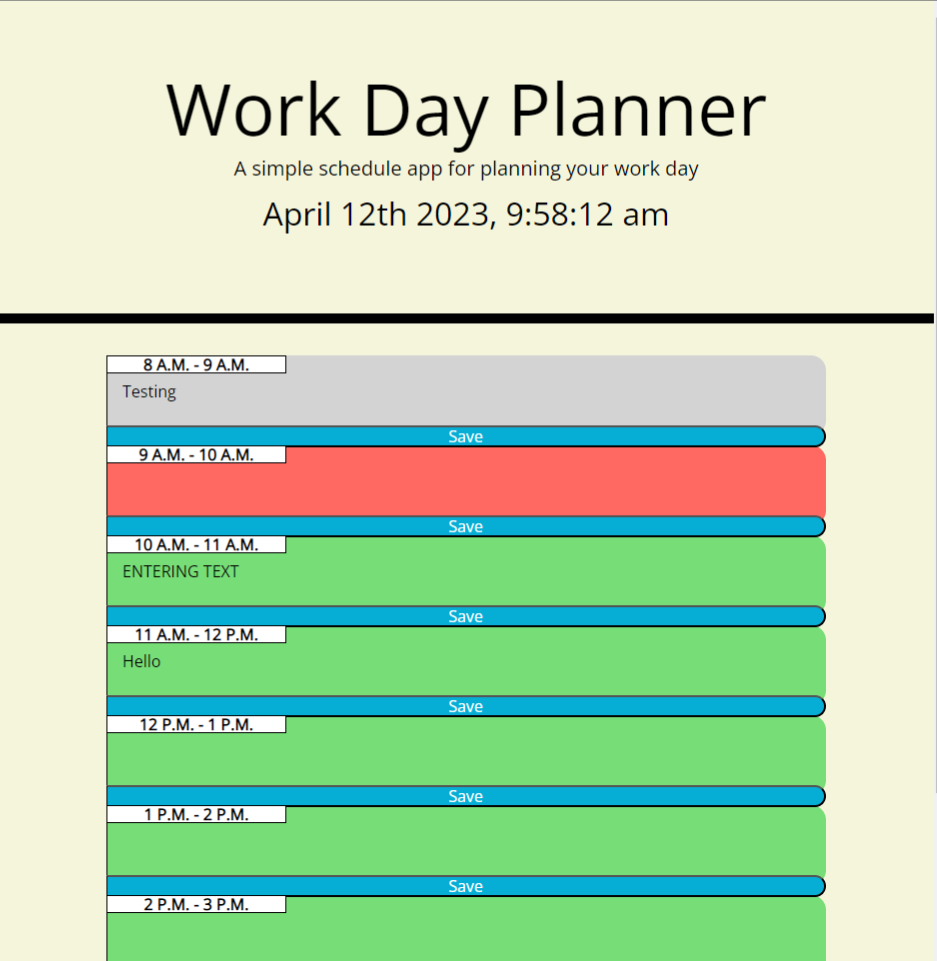 Work Day Planner
A simple schedule app for planning your work day
April 12th 2023, 9:58:12 am
8 A.M. - 9 A.M.
Testing
Save
9 A.M. - 10 A.M.
Save
10 A.M. - 11 A.M.
ENTERING TEXT
Save
11 A.M. - 12 P.M.
Hello
Save
12 P.M. - 1 P.M.
Save
1 P.M. - 2 P.M.
Save
2 P.M. - 3 P.M.